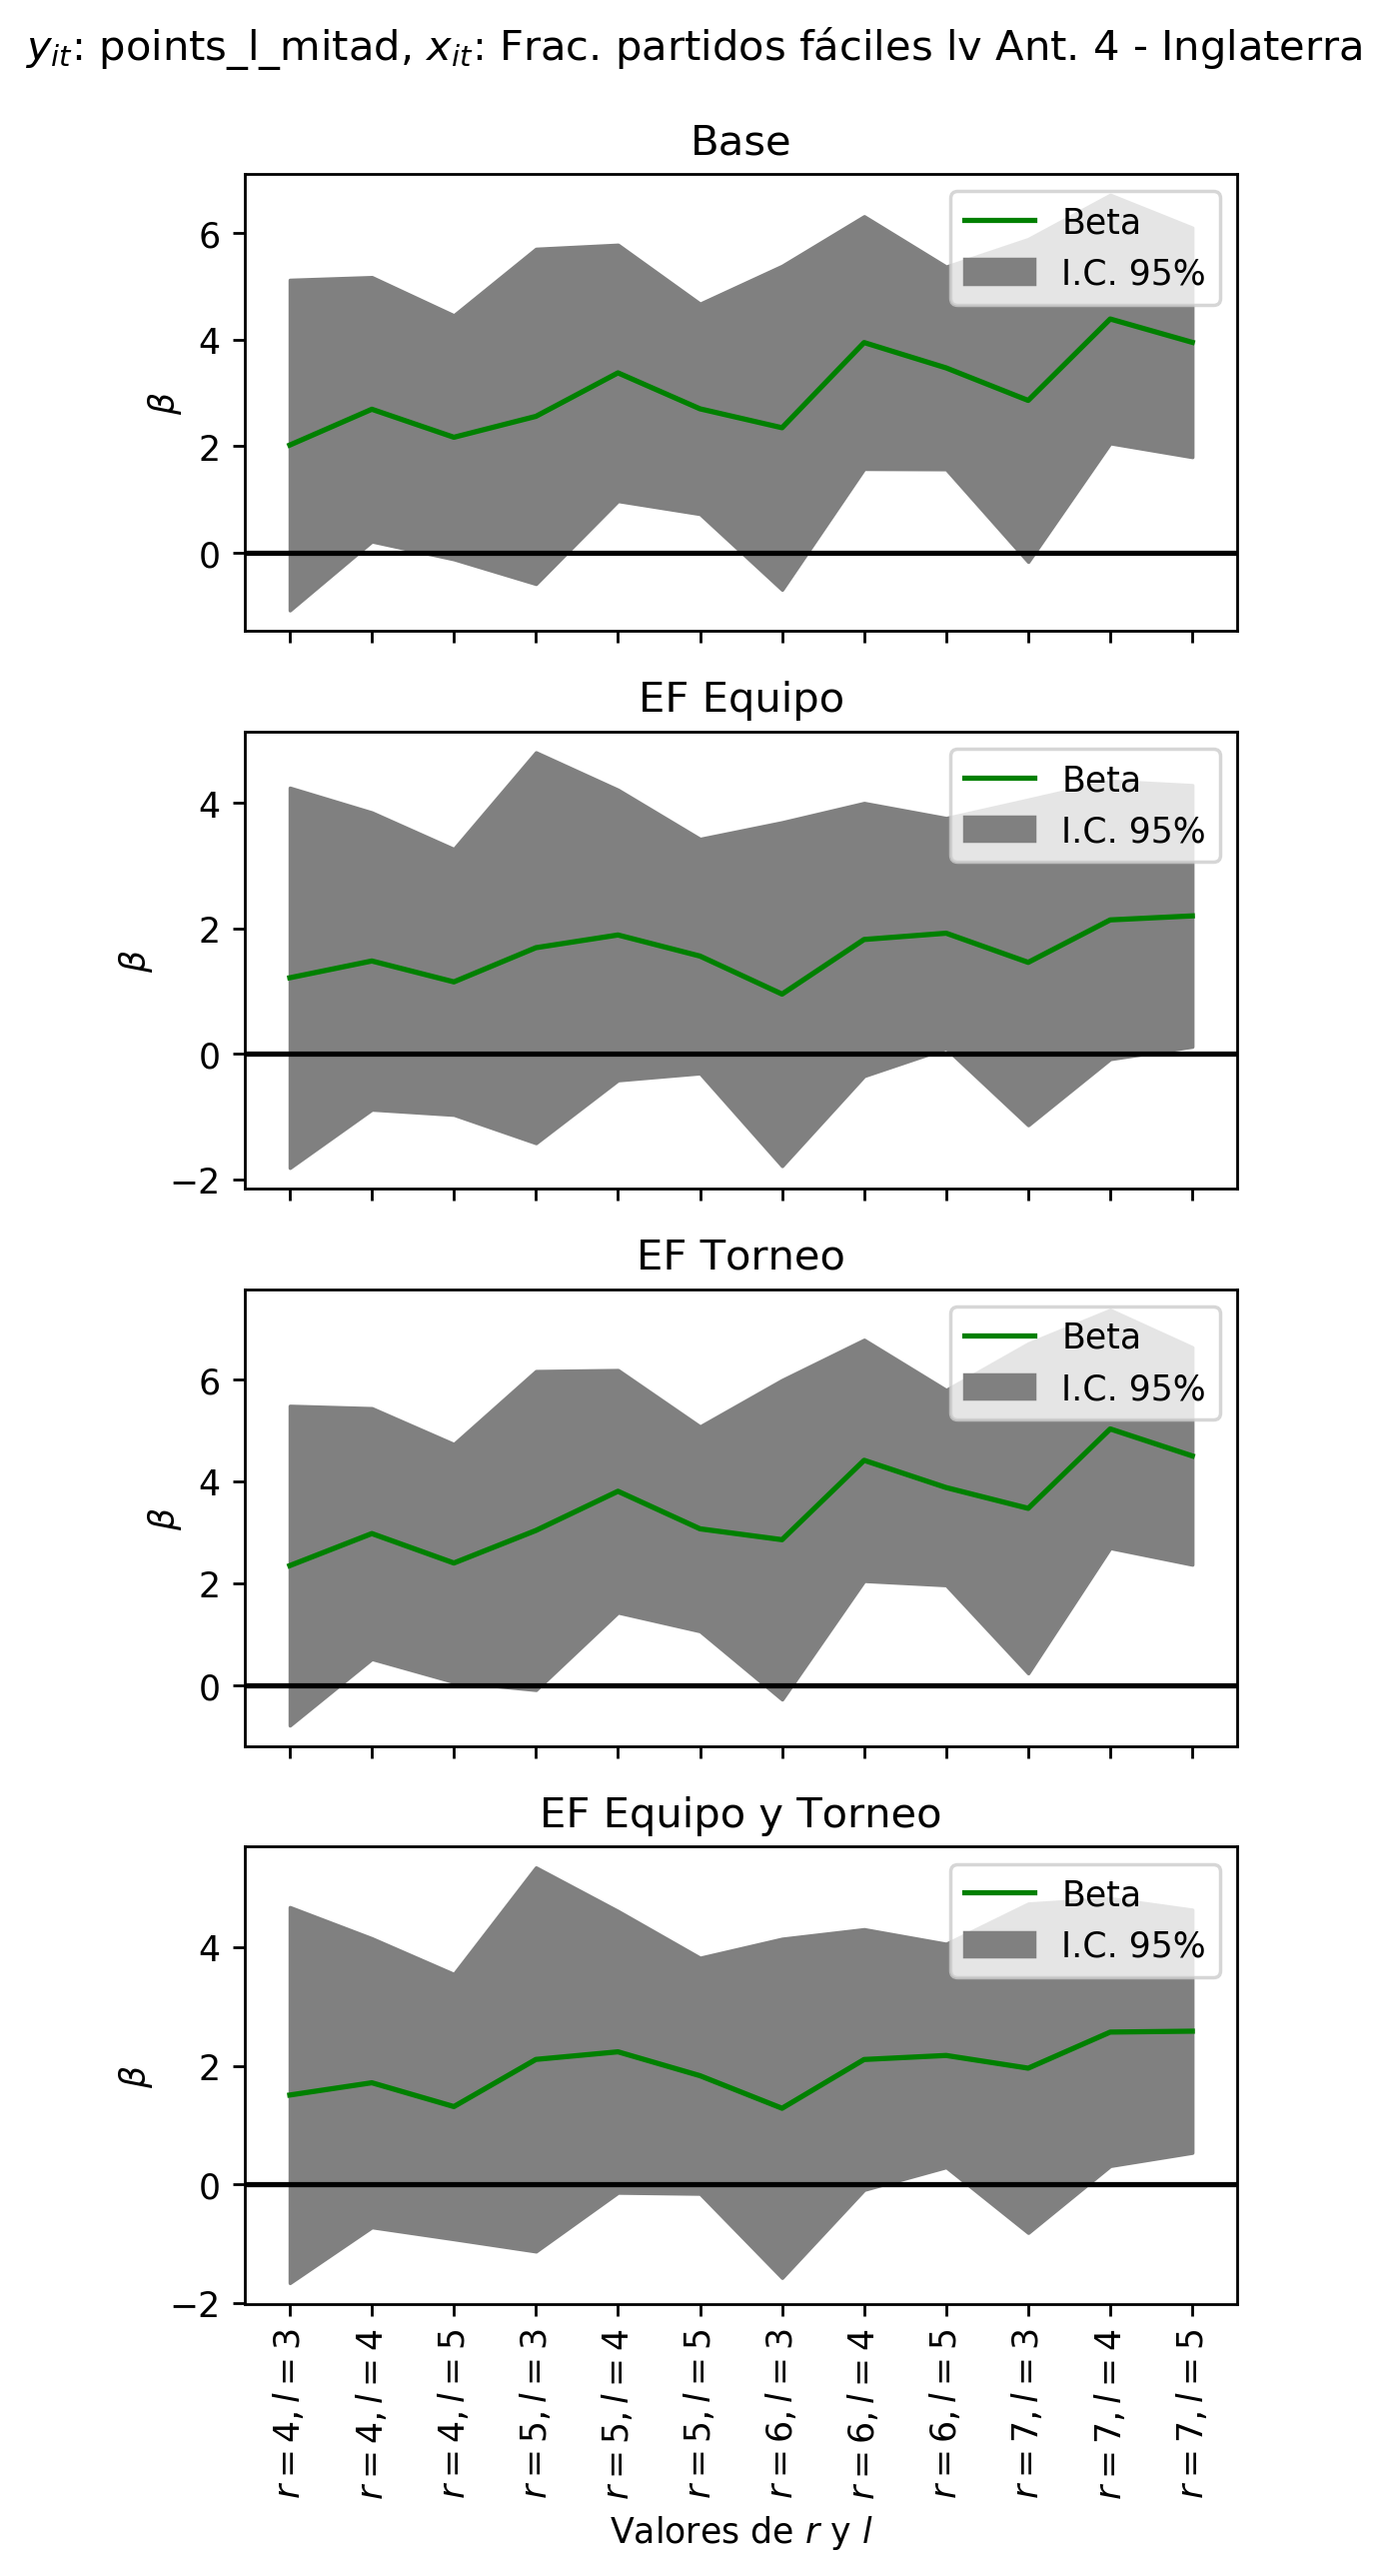 y_it: points_l_mitad, x_it: Frac. partidos fáciles lv Ant. 4 - Inglaterra
Base
Beta
I.C. 95%
6
4
2
0
β
EF Equipo
Beta
I.C. 95%
4
2
0
−2
β
EF Torneo
Beta
I.C. 95%
6
4
2
0
β
EF Equipo y Torneo
Beta
I.C. 95%
4
2
0
−2
β
r = 4, l = 3
r = 4, l = 4
r = 4, l = 5
r = 5, l = 3
r = 5, l = 4
r = 5, l = 5
r = 6, l = 3
r = 6, l = 4
r = 6, l = 5
r = 7, l = 3
r = 7, l = 4
r = 7, l = 5
Valores de r y l